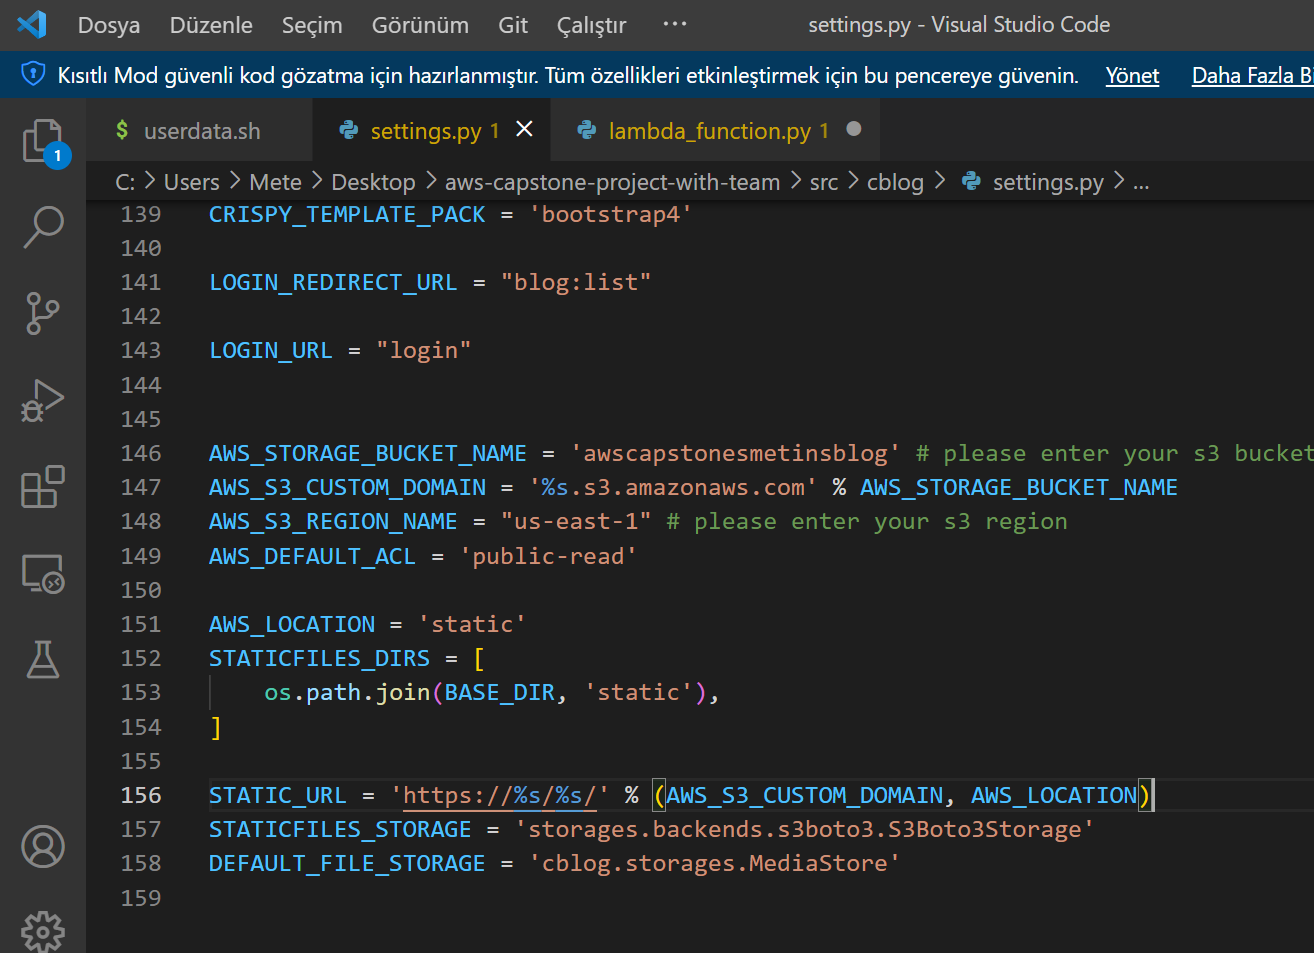 Dosya Düzenle Seçim Görünüm Git Çalıştır ··· settings.py - Visual Studio Code
Kısıtlı Mod güvenli kod gözatma için hazırlanmıştır. Tüm özellikleri etkinleştirmek için bu pencereye güvenin. Yönet Daha Fazla Bi
$ userdata.sh settings.py 1 lambda_function.py 1
1
C: > Users > Mete > Desktop > aws-capstone-project-with-team > src > cblog > settings.py > ...
139 CRISPY_TEMPLATE_PACK = 'bootstrap4'
140
141 LOGIN_REDIRECT_URL = "blog:list"
142
143 LOGIN_URL = "login"
144
145
146 AWS_STORAGE_BUCKET_NAME = 'awscapstonesmetinsblog' # please enter your s3 bucket
147 AWS_S3_CUSTOM_DOMAIN = '%s.s3.amazonaws.com' % AWS_STORAGE_BUCKET_NAME
148 AWS_S3_REGION_NAME = "us-east-1" # please enter your s3 region
149 AWS_DEFAULT_ACL = 'public-read'
150
151 AWS_LOCATION = 'static'
152 STATICFILES_DIRS = [
153 os.path.join(BASE_DIR, 'static'),
154 ]
155
156 STATIC_URL = 'https://%s/%s/' % (AWS_S3_CUSTOM_DOMAIN, AWS_LOCATION)
157 STATICFILES_STORAGE = 'storages.backends.s3boto3.S3Boto3Storage'
158 DEFAULT_FILE_STORAGE = 'cblog.storages.MediaStore'
159